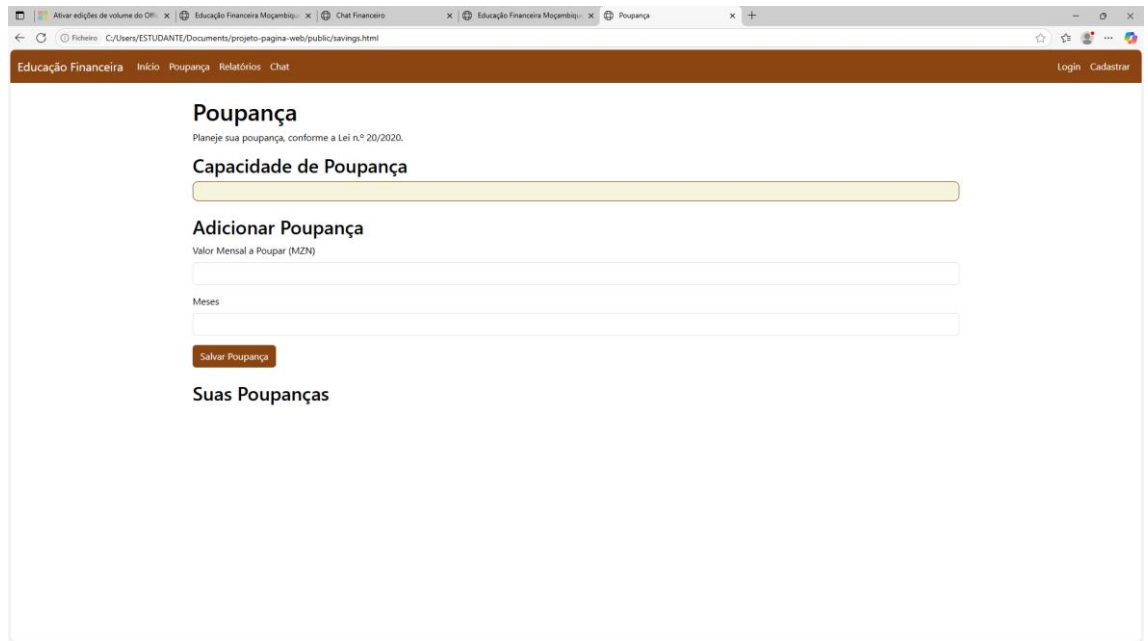 Ativar edições de volume do Offi
Educação Financeira Moçambiqu
Chat Financeiro
Educação Financeira Moçambiqu
Poupança
Ficheiro C:/Users/ESTUDANTE/Documents/projeto-pagina-web/public/savings.html
Educação Financeira Início Poupança Relatórios Chat Login Cadastrar
Poupança
Planeje sua poupança, conforme a Lei n.º 20/2020.
Capacidade de Poupança
Adicionar Poupança
Valor Mensal a Poupar (MZN)
Meses
Salvar Poupança
Suas Poupanças